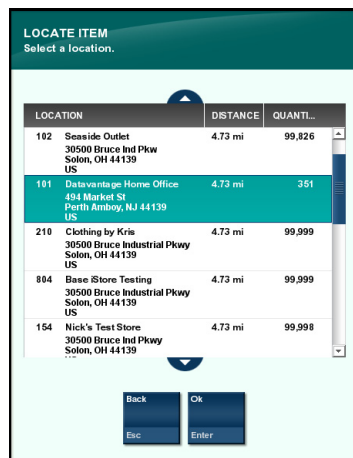 LOCATE ITEM
Select a location.
LOCATION DISTANCE QUANTI...
102 Seaside Outlet 4.73 mi 99,826
30500 Bruce Ind Pkw
Solon, OH 44139
US
101 Datavantage Home Office 4.73 mi 351
494 Market St
Perth Amboy, NJ 44139
US
210 Clothing by Kris 4.73 mi 99,999
30500 Bruce Industrial Pkwy
Solon, OH 44139
US
804 Base iStore Testing 4.73 mi 99,999
30500 Bruce Industrial Pkwy
Solon, OH 44139
US
154 Nick's Test Store 4.73 mi 99,998
30500 Bruce Ind Pkwy
Solon, OH 44139
Back Ok
Esc Enter